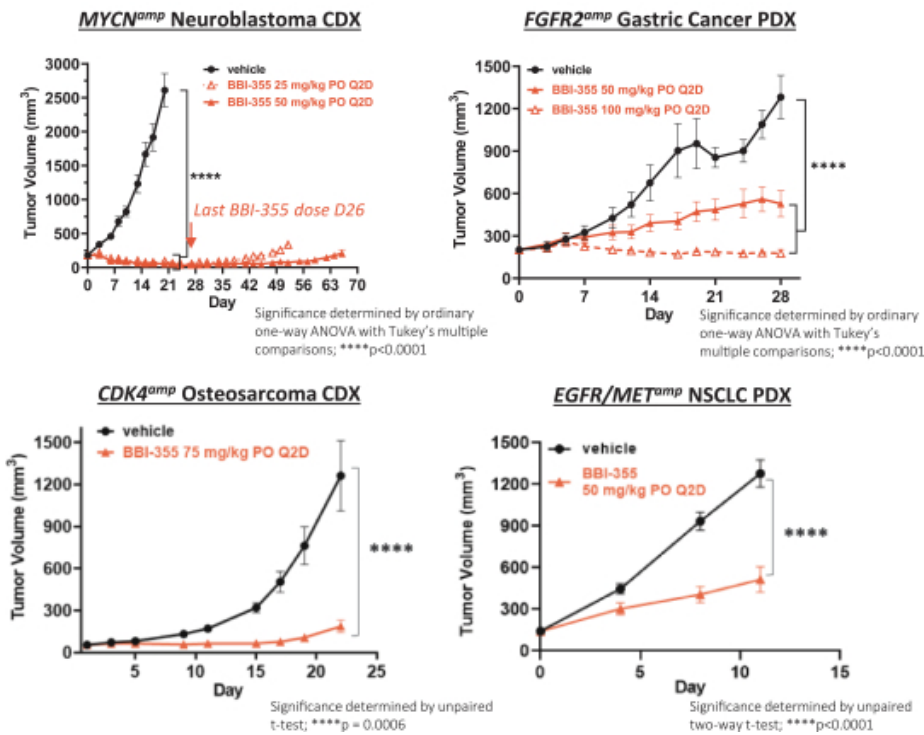 MYCNamp Neuroblastoma CDX
Tumor Volume (mm3)
3000
2500
2000
1500
1000
500
0
vehicle
BBI-355 25 mg/kg PO Q2D
BBI-355 50 mg/kg PO Q2D
****
Last BBI-355 dose D26
0 7 14 21 28 35 42 49 56 63 70
Day
Significance determined by ordinary
one-way ANOVA with Tukey's multiple
comparisons; ****p<0.0001
FGFR2amp Gastric Cancer PDX
Tumor Volume (mm3)
1500
1200
900
600
300
0
vehicle
BBI-355 50 mg/kg PO Q2D
BBI-355 100 mg/kg PO Q2D
****
0 7 14 21 28
Day
Significance determined by ordinary
one-way ANOVA with Tukey's
multiple comparisons; ****p<0.0001
CDK4amp Osteosarcoma CDX
Tumor Volume (mm3)
1500
1200
900
600
300
0
vehicle
BBI-355 75 mg/kg PO Q2D
****
5 10 15 20 25
Day
Significance determined by unpaired
t-test; ****p = 0.0006
EGFR/METamp NSCLC PDX
Tumor Volume (mm3)
1500
1200
900
600
300
0
vehicle
BBI-355
50 mg/kg PO Q2D
****
0 5 10 15
Day
Significance determined by unpaired
two-way t-test; ****p<0.0001